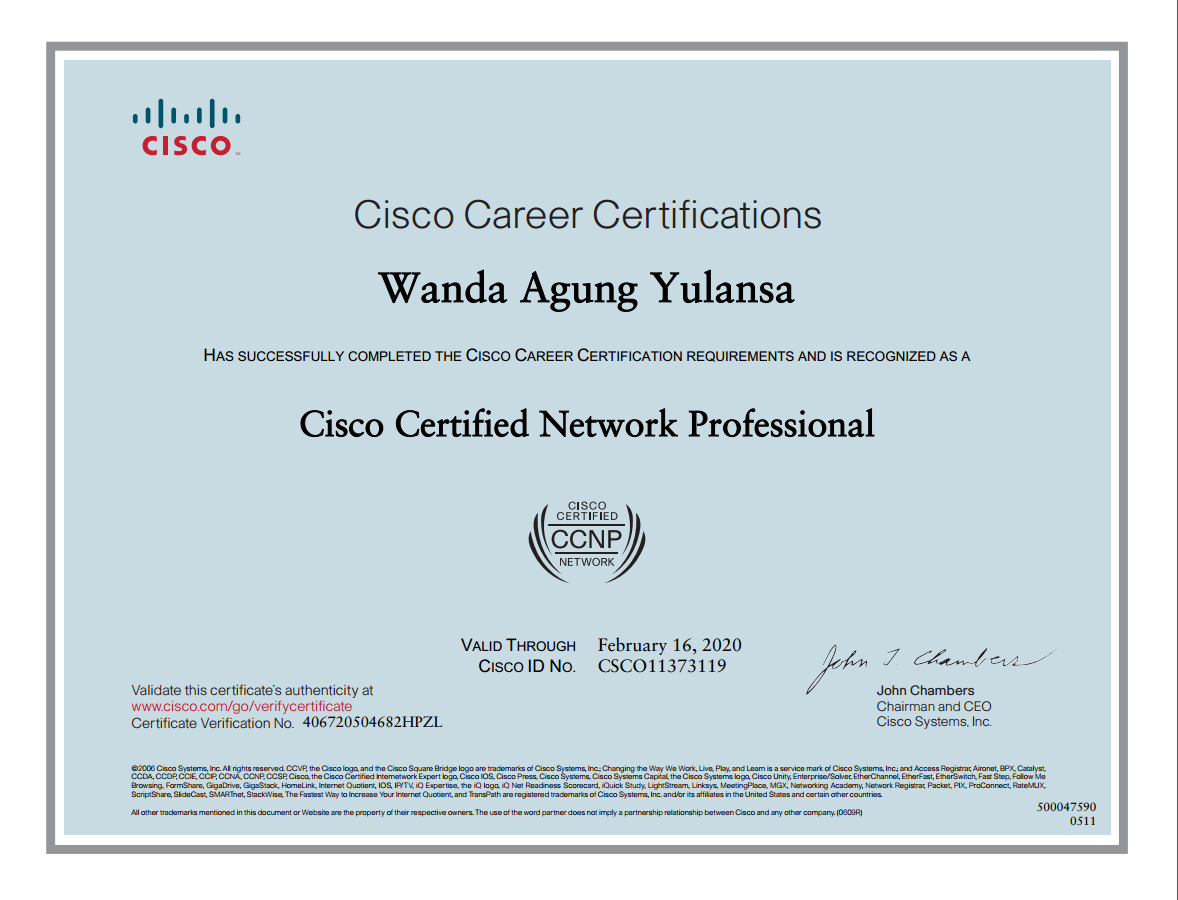 CISCO
Cisco Career Certifications
Wanda Agung Yulansa
HAS SUCCESSFULLY COMPLETED THE CISCO CAREER CERTIFICATION REQUIREMENTS AND IS RECOGNIZED AS A
Cisco Certified Network Professional
CISCO
CERTIFIED
CCNP
NETWORK
VALID THROUGH February 16, 2020
CISCO ID NO. CSCO11373119
John T. Chambers
Validate this certificate's authenticity at
www.cisco.com/go/verifycertificate
Certificate Verification No. 406720504682HPZL
John Chambers
Chairman and CEO
Cisco Systems, Inc.
©2006 Cisco Systems, Inc. All rights reserved. CCVP, the Cisco logo, and the Cisco Square Bridge logo are trademarks of Cisco Systems, Inc.; Changing the Way We Work, Live, Play, and Learn is a service mark of Cisco Systems, Inc.; and Access Registrar, Aironet, BPX, Catalyst,
CCDA, CCDP, CCIE, CCIP, CCNA, CCNP, CCSP, Cisco, the Cisco Certified Internetwork Expert logo, Cisco IOS, Cisco Press, Cisco Systems, Cisco Systems Capital, the Cisco Systems logo, Cisco Unity, Enterprise/Solver, EtherChannel, EtherFast, EtherSwitch, Fast Step, Follow Me
Browsing, FormShare, GigaDrive, GigaStack, HomeLink, Internet Quotient, IOS, IP/TV, iQ Expertise, the iQ logo, iQ Net Readiness Scorecard, iQuick Study, LightStream, Linksys, MeetingPlace, MGX, Networking Academy, Network Registrar, Packet, PIX, ProConnect, RateMUX,
ScriptShare, SlideCast, SMARTnet, StackWise, The Fastest Way to Increase Your Internet Quotient, and TransPath are registered trademarks of Cisco Systems, Inc. and/or its affiliates in the United States and certain other countries.
All other trademarks mentioned in this document or Website are the property of their respective owners. The use of the word partner does not imply a partnership relationship between Cisco and any other company. (0609R)
500047590
0511